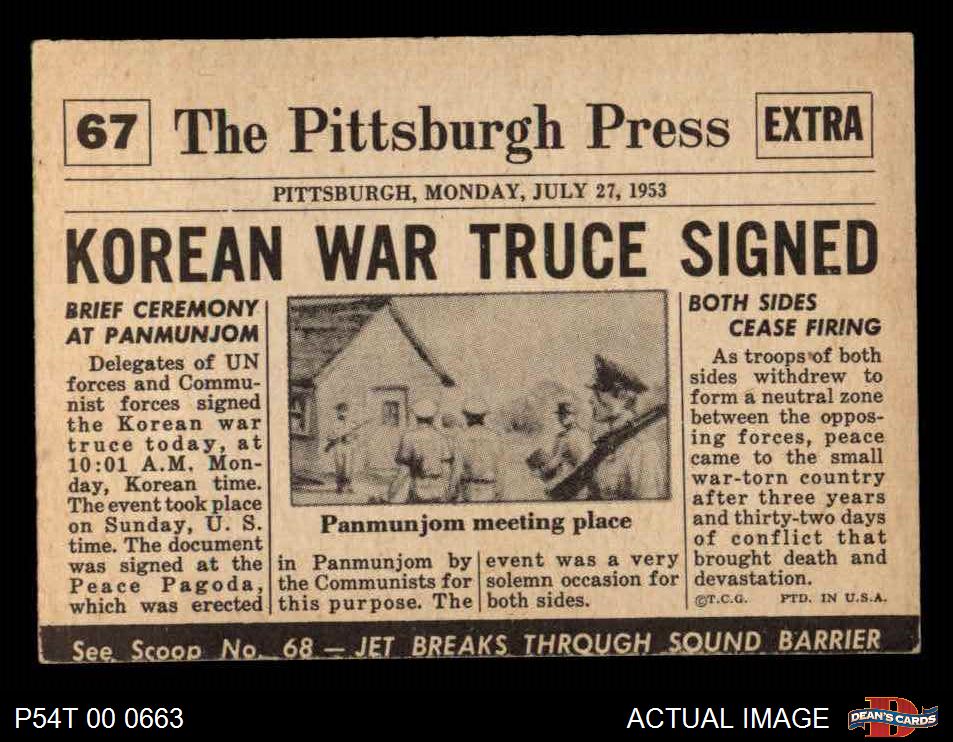 67 The Pittsburgh Press EXTRA
PITTSBURGH, MONDAY, JULY 27, 1953
KOREAN WAR TRUCE SIGNED
BRIEF CEREMONY
AT PANMUNJOM
Delegates of UN
forces and Commu-
nist forces signed
the Korean war
truce today, at
10:01 A.M. Mon-
day, Korean time.
The event took place
on Sunday, U. S.
time. The document
was signed at the
Peace Pagoda,
which was erected
Panmunjom meeting place
in Panmunjom by
the Communists for
this purpose. The
event was a very
solemn occasion for
both sides.
BOTH SIDES
CEASE FIRING
As troops of both
sides withdrew to
form a neutral zone
between the oppos-
ing forces, peace
came to the small
war-torn country
after three years
and thirty-two days
of conflict that
brought death and
devastation.
©T.C.G. PTD. IN U.S.A.
See Scoop No. 68 — JET BREAKS THROUGH SOUND BARRIER
P54T 00 0663
ACTUAL IMAGE
DEAN'S CARDS